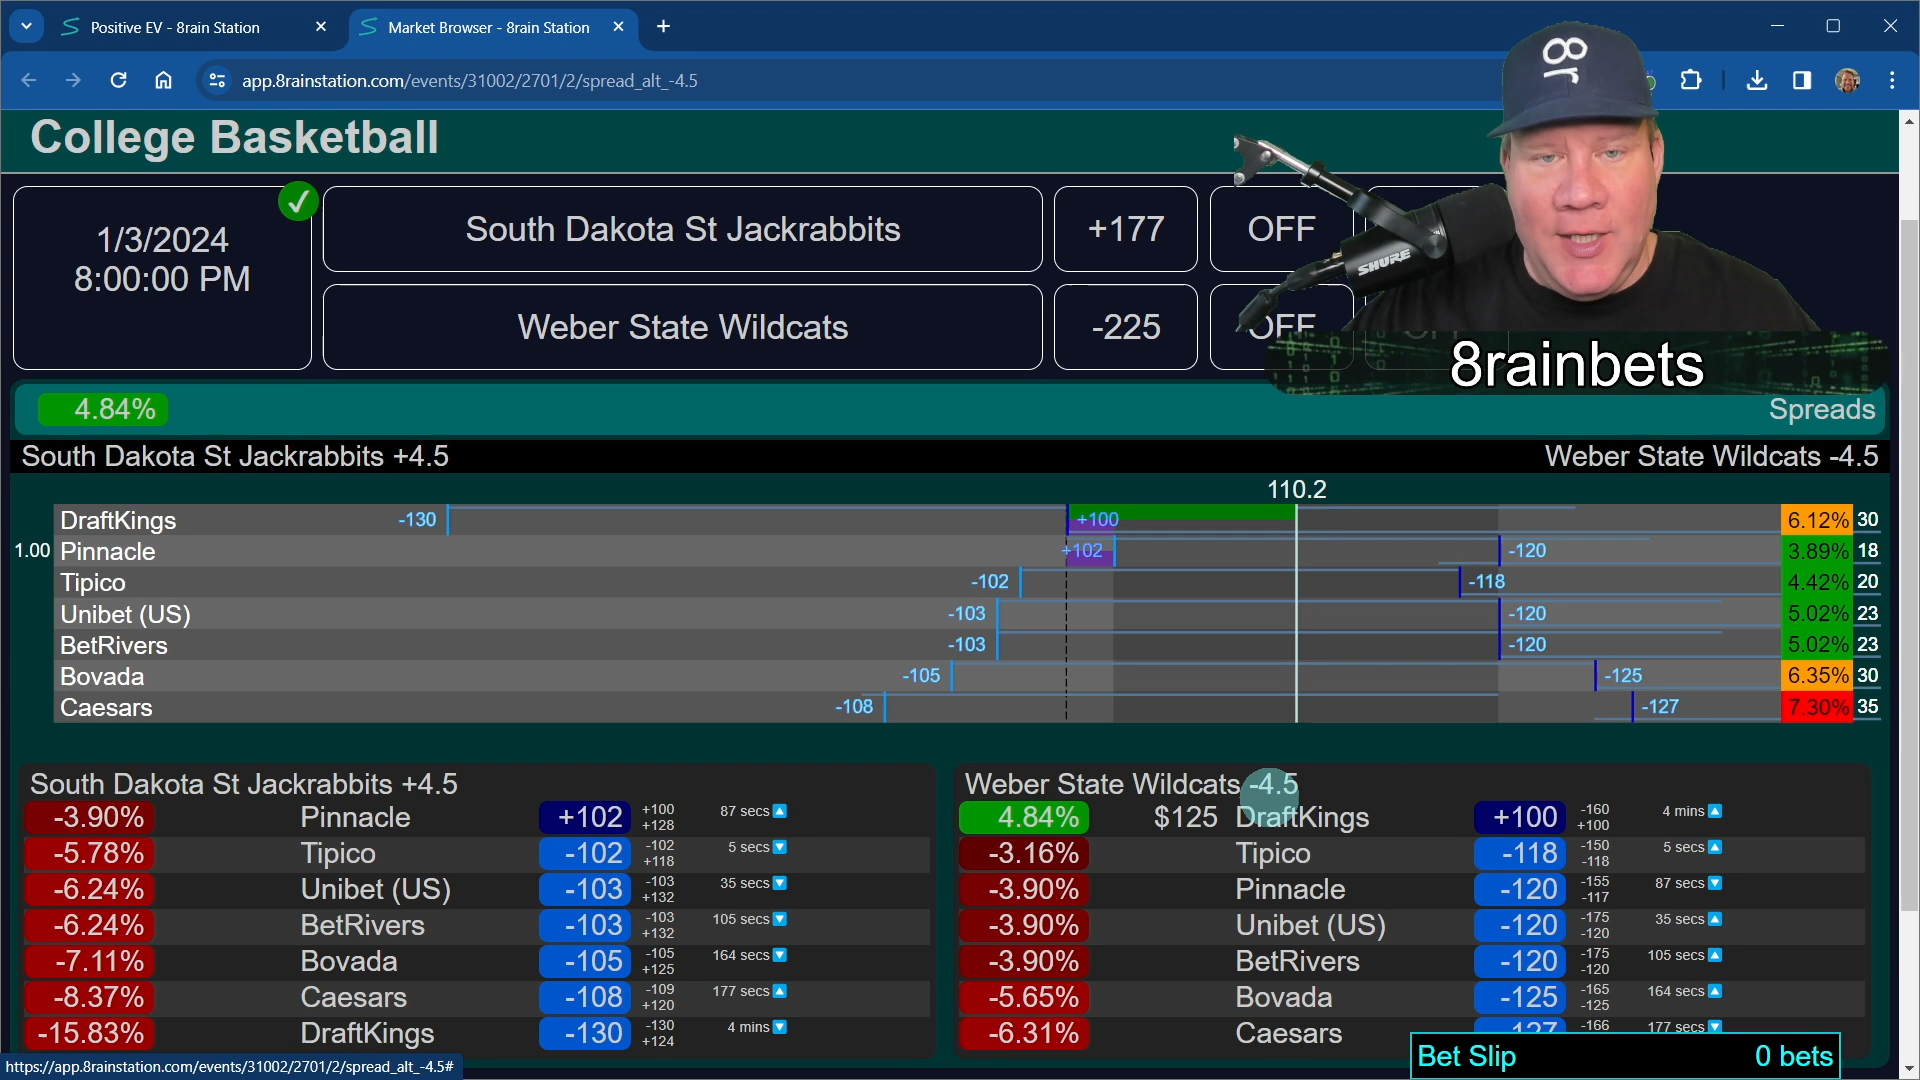 Positive EV - 8rain Station
Market Browser - 8rain Station
app.8rainstation.com/events/31002/2701/2/spread_alt_-4.5
8r
College Basketball
1/3/2024
8:00:00 PM
South Dakota St Jackrabbits +177 OFF
Weber State Wildcats -225 OFF
SHURE
8rainbets
4.84% Spreads
South Dakota St Jackrabbits +4.5 Weber State Wildcats -4.5
110.2
DraftKings -130 +100 6.12% 30
1.00 Pinnacle +102 -120 3.89% 18
Tipico -102 -118 4.42% 20
Unibet (US) -103 -120 5.02% 23
BetRivers -103 -120 5.02% 23
Bovada -105 -125 6.35% 30
Caesars -108 -127 7.30% 35
South Dakota St Jackrabbits +4.5
-3.90% Pinnacle +102 +100 +128 87 secs
-5.78% Tipico -102 -102 +118 5 secs
-6.24% Unibet (US) -103 -103 +132 35 secs
-6.24% BetRivers -103 -103 +132 105 secs
-7.11% Bovada -105 -105 +125 164 secs
-8.37% Caesars -108 -109 +120 177 secs
-15.83% DraftKings -130 -130 +124 4 mins
Weber State Wildcats -4.5
4.84% $125 DraftKings +100 -160 +100 4 mins
-3.16% Tipico -118 -150 -118 5 secs
-3.90% Pinnacle -120 -155 -117 87 secs
-3.90% Unibet (US) -120 -175 -120 35 secs
-3.90% BetRivers -120 -175 -120 105 secs
-5.65% Bovada -125 -165 -125 164 secs
-6.31% Caesars -127 -166 177 secs
Bet Slip 0 bets
https://app.8rainstation.com/events/31002/2701/2/spread_alt_-4.5#